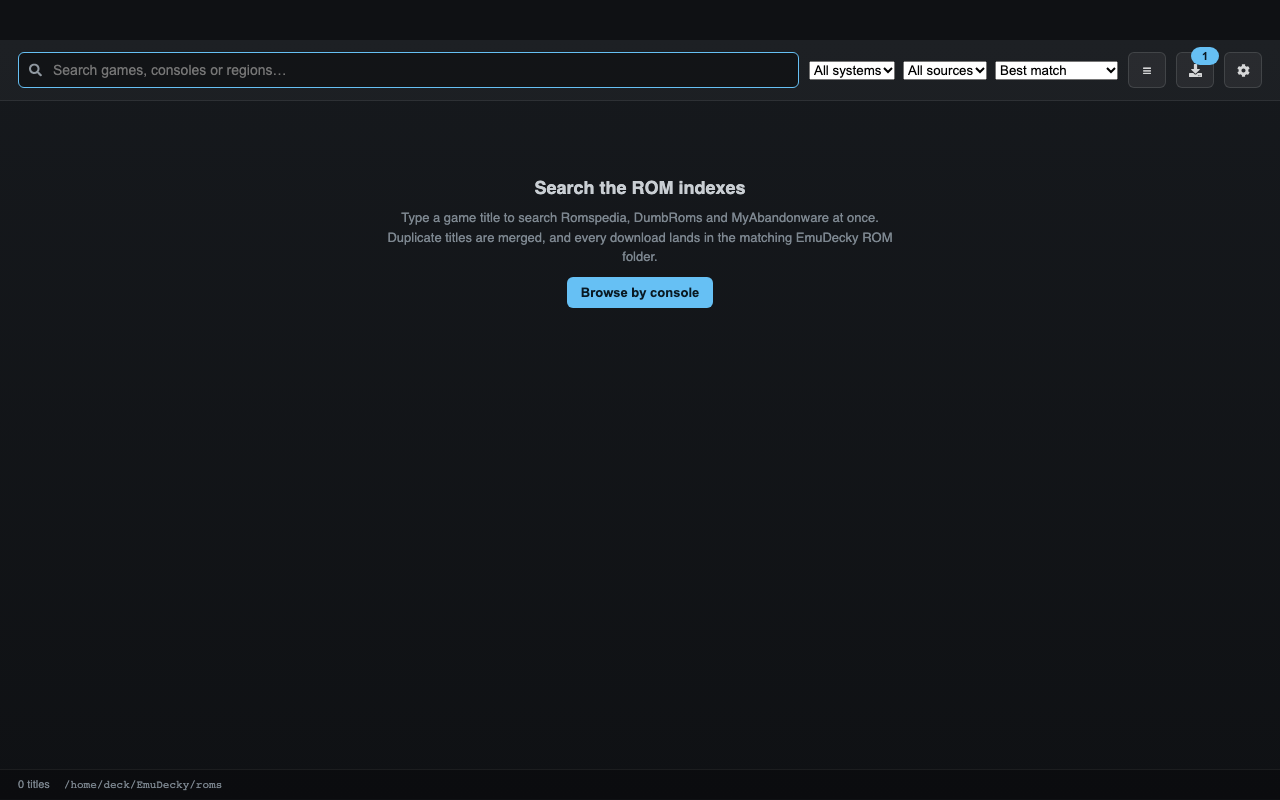 Search games, consoles or regions…
All systems
All sources
Best match
1
Search the ROM indexes
Type a game title to search Romspedia, DumbRoms and MyAbandonware at once.
Duplicate titles are merged, and every download lands in the matching EmuDecky ROM
folder.
Browse by console
0 titles /home/deck/EmuDecky/roms